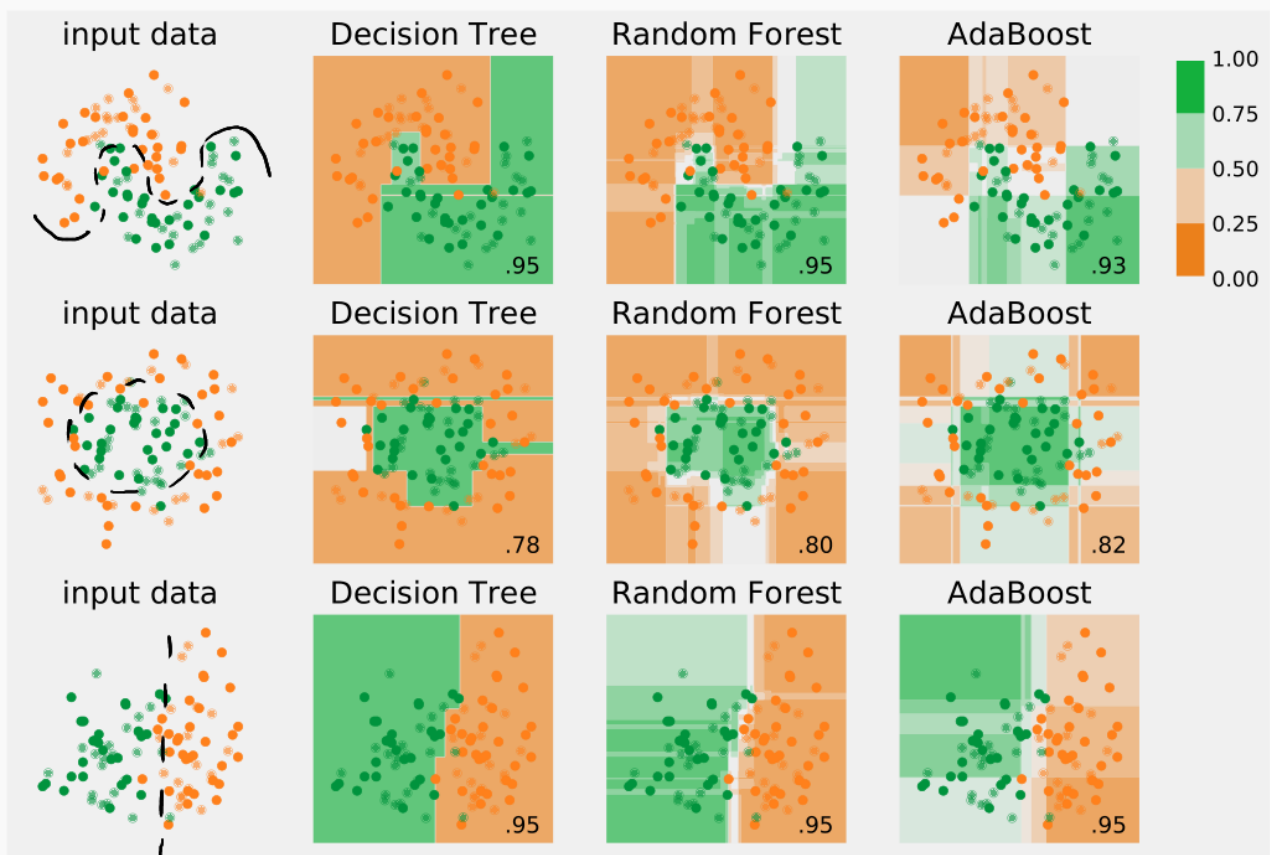 input data Decision Tree Random Forest AdaBoost
1.00
0.75
0.50
0.25
0.00
.95 .95 .93
input data Decision Tree Random Forest AdaBoost
.78 .80 .82
input data Decision Tree Random Forest AdaBoost
.95 .95 .95